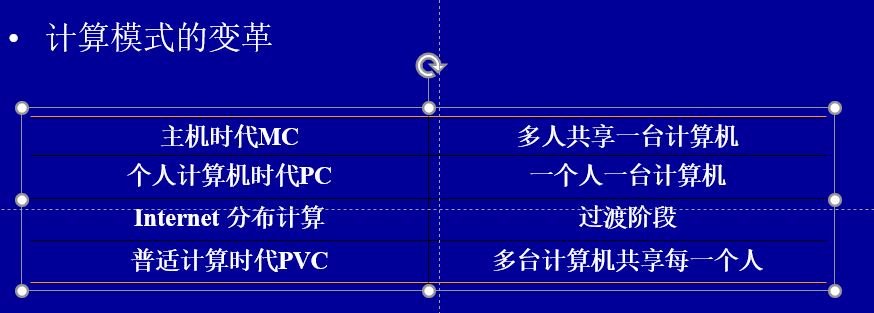 • 计算模式的变革
主机时代MC 多人共享一台计算机
个人计算机时代PC 一个人一台计算机
Internet 分布计算 过渡阶段
普适计算时代PVC 多台计算机共享每一个人